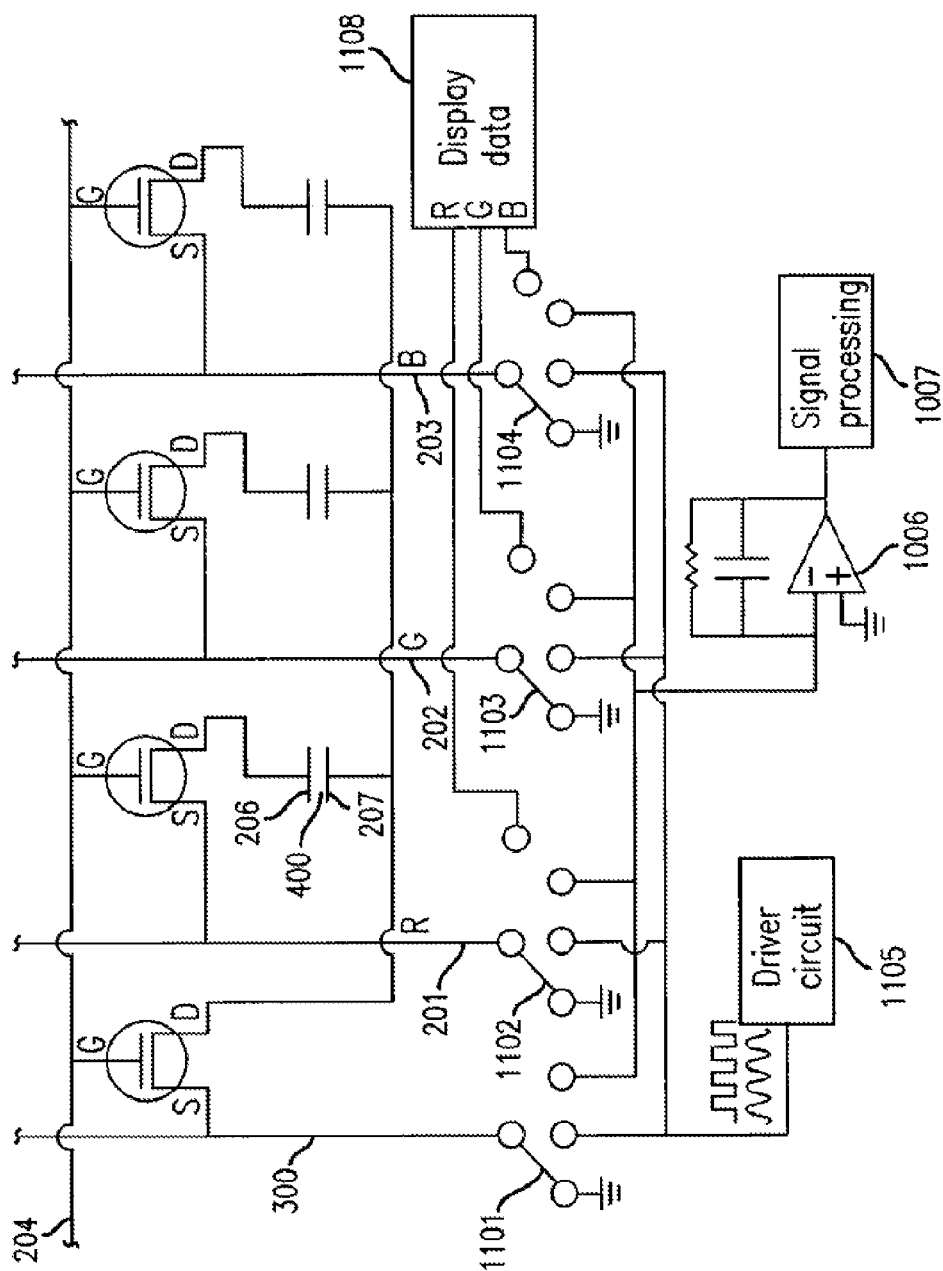 204
G
S
D
G
S
D
G
S
D
G
S
D
206
400
207
300
R
201
G
202
B
203
1108
Display
data
R
G
B
1101
1102
1103
1104
Driver
circuit
1105
1006
Signal
processing
1007